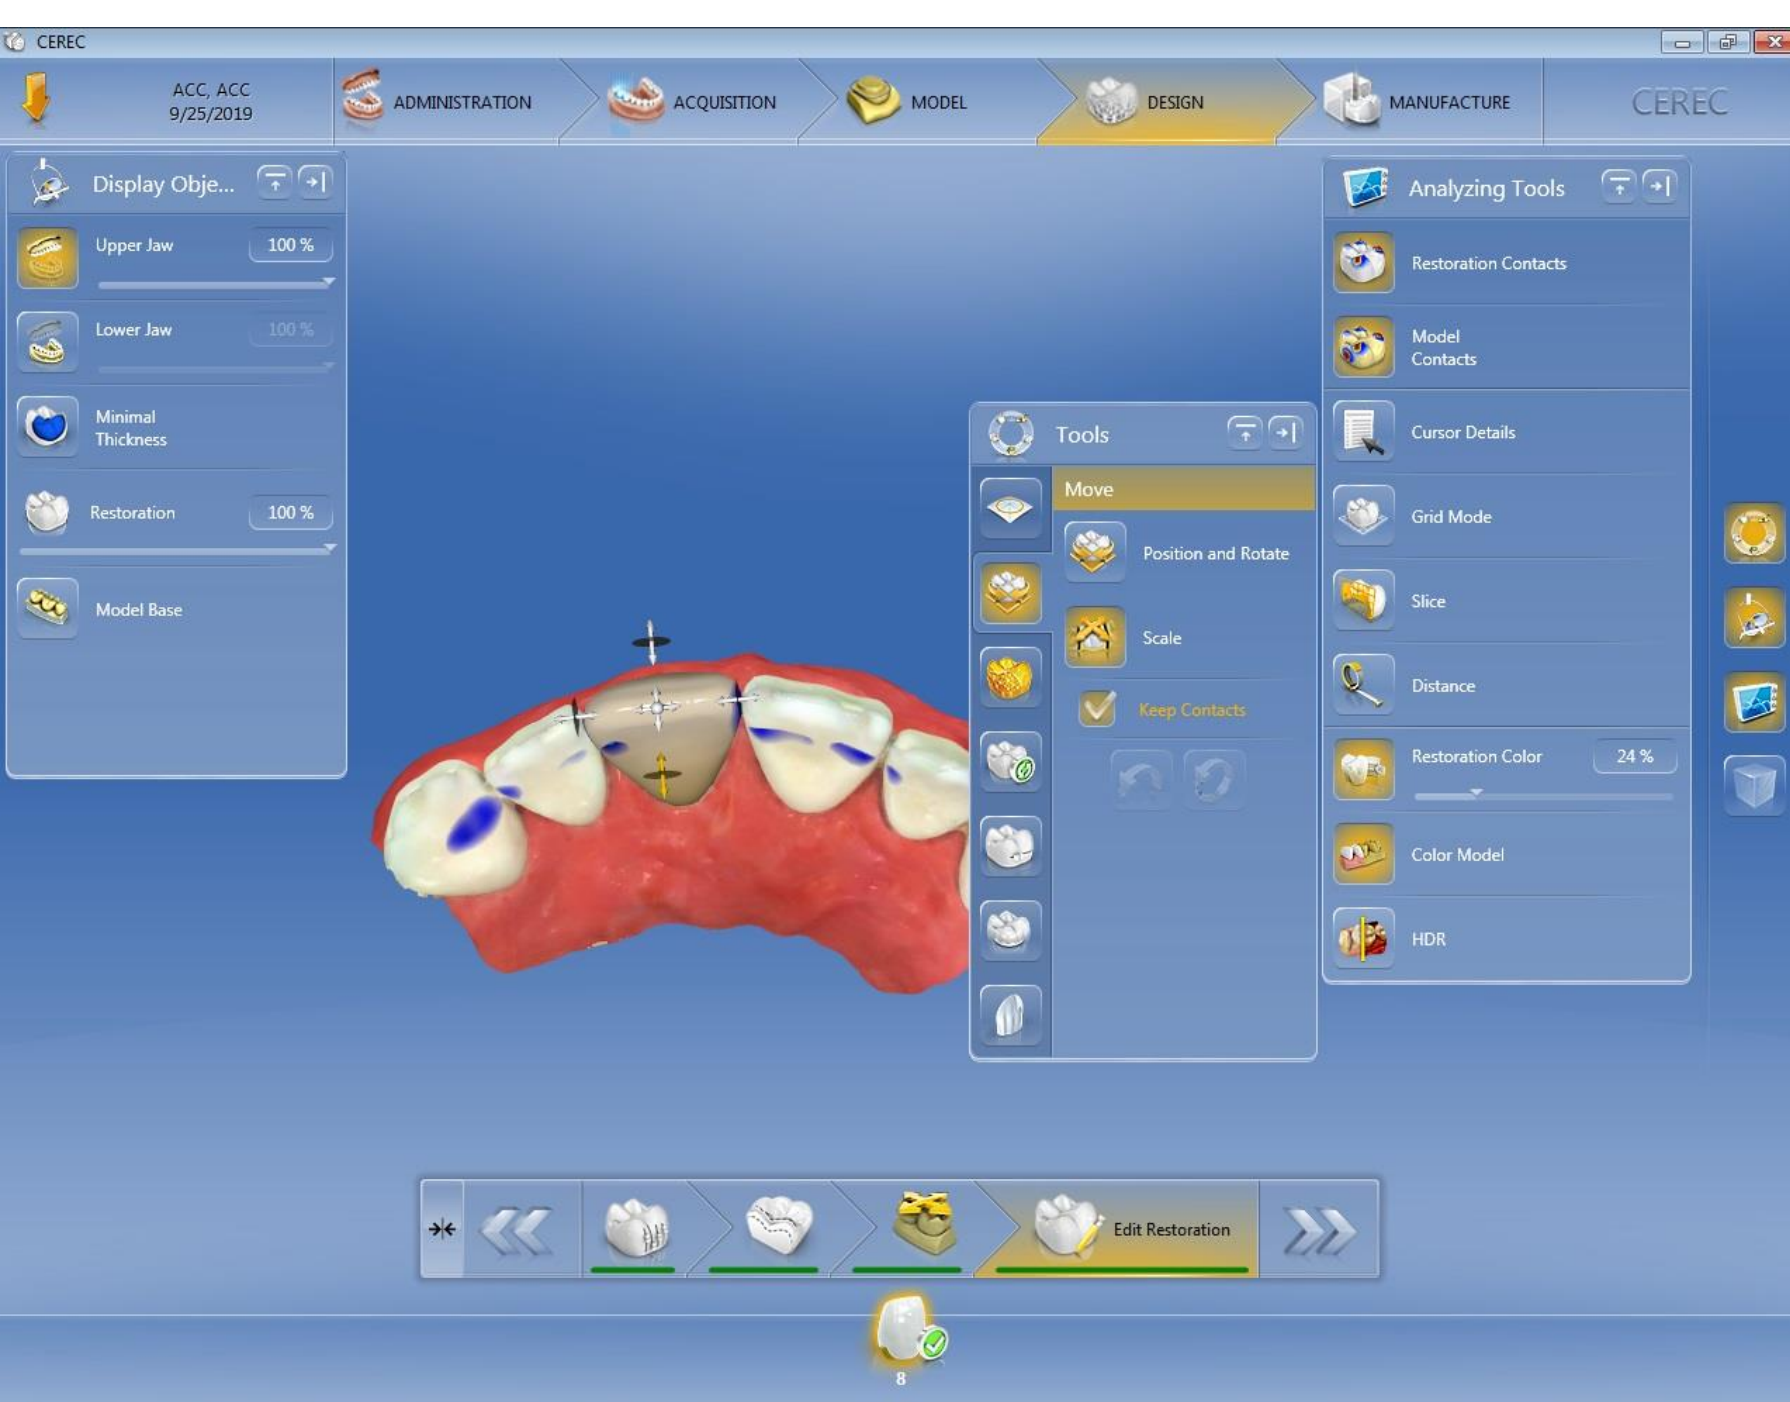 CEREC
ACC, ACC
9/25/2019
ADMINISTRATION
ACQUISITION
MODEL
DESIGN
MANUFACTURE
CEREC
Display Obje...
Upper Jaw
100 %
Lower Jaw
100 %
Minimal
Thickness
Restoration
100 %
Model Base
Tools
Move
Position and Rotate
Scale
Keep Contacts
Analyzing Tools
Restoration Contacts
Model
Contacts
Cursor Details
Grid Mode
Slice
Distance
Restoration Color
24 %
Color Model
HDR
Edit Restoration
8